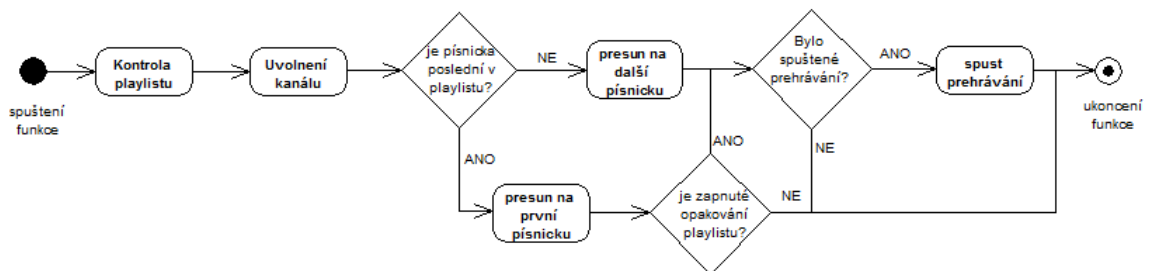 spuštení
funkce
Kontrola
playlistu
Uvolnení
kanálu
je písnicka
poslední v
playlistu?
NE
ANO
presun na
další
písnicku
presun na
první
písnicku
je zapnuté
opakování
playlistu?
ANO
NE
Bylo
spuštené
prehrávání?
ANO
NE
spust
prehrávání
ukoncení
funkce